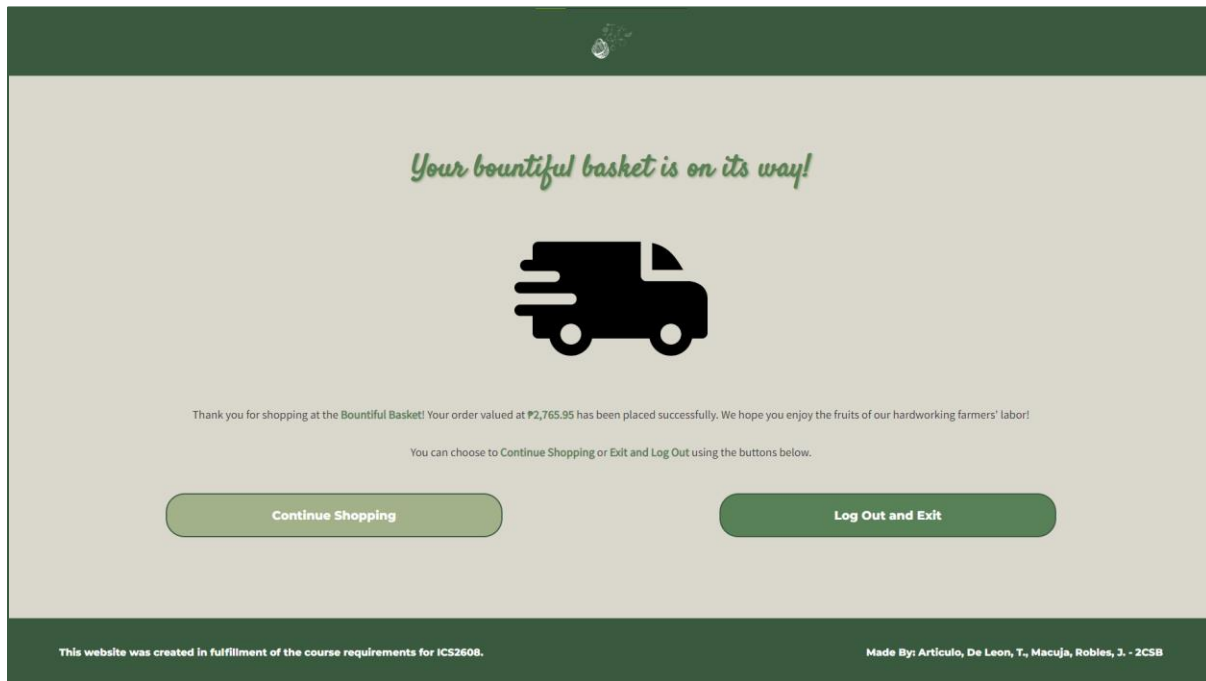 Your bountiful basket is on its way!
Thank you for shopping at the Bountiful Basket! Your order valued at ₱2,765.95 has been placed successfully. We hope you enjoy the fruits of our hardworking farmers' labor!
You can choose to Continue Shopping or Exit and Log Out using the buttons below.
Continue Shopping
Log Out and Exit
This website was created in fulfillment of the course requirements for ICS2608.
Made By: Articulo, De Leon, T., Macuja, Robles, J. - 2CSB